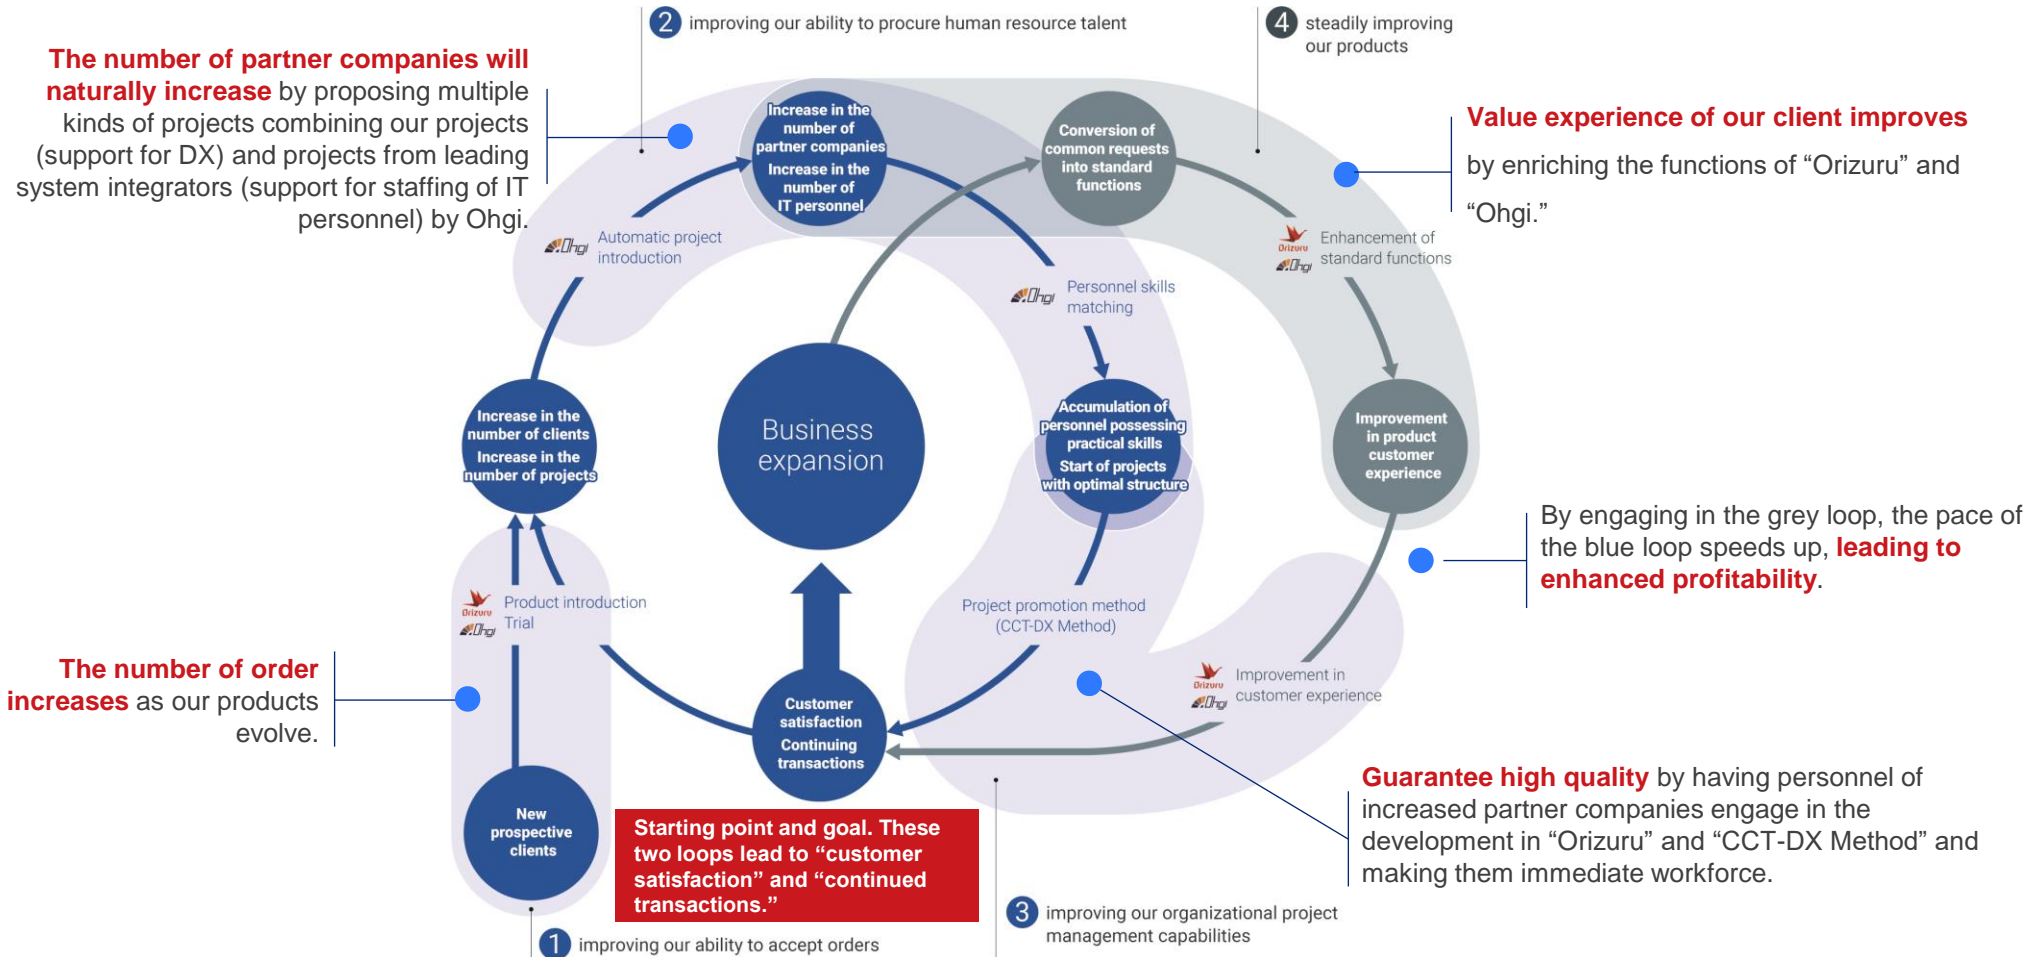 2 improving our ability to procure human resource talent
4 steadily improving
our products
The number of partner companies will
naturally increase by proposing multiple
kinds of projects combining our projects
(support for DX) and projects from leading
system integrators (support for staffing of IT
personnel) by Ohgi.
Increase in the
number of
partner companies
Increase in the
number of
IT personnel
Conversion of
common requests
into standard
functions
Value experience of our client improves
by enriching the functions of “Orizuru” and
“Ohgi.”
Ohgi
Automatic project
introduction
Orizuru
Ohgi
Enhancement of
standard functions
Ohgi
Personnel skills
matching
Increase in the
number of clients
Increase in the
number of projects
Business
expansion
Accumulation of
personnel possessing
practical skills
Start of projects
with optimal structure
Improvement
in product
customer
experience
By engaging in the grey loop, the pace of
the blue loop speeds up, leading to
enhanced profitability.
Orizuru
Ohgi
Product introduction
Trial
Project promotion method
(CCT-DX Method)
Orizuru
Ohgi
Improvement in
customer experience
The number of order
increases as our products
evolve.
Customer
satisfaction
Continuing
transactions
New
prospective
clients
Starting point and goal. These
two loops lead to “customer
satisfaction” and “continued
transactions.”
Guarantee high quality by having personnel of
increased partner companies engage in the
development in “Orizuru” and “CCT-DX Method” and
making them immediate workforce.
3 improving our organizational project
management capabilities
1 improving our ability to accept orders